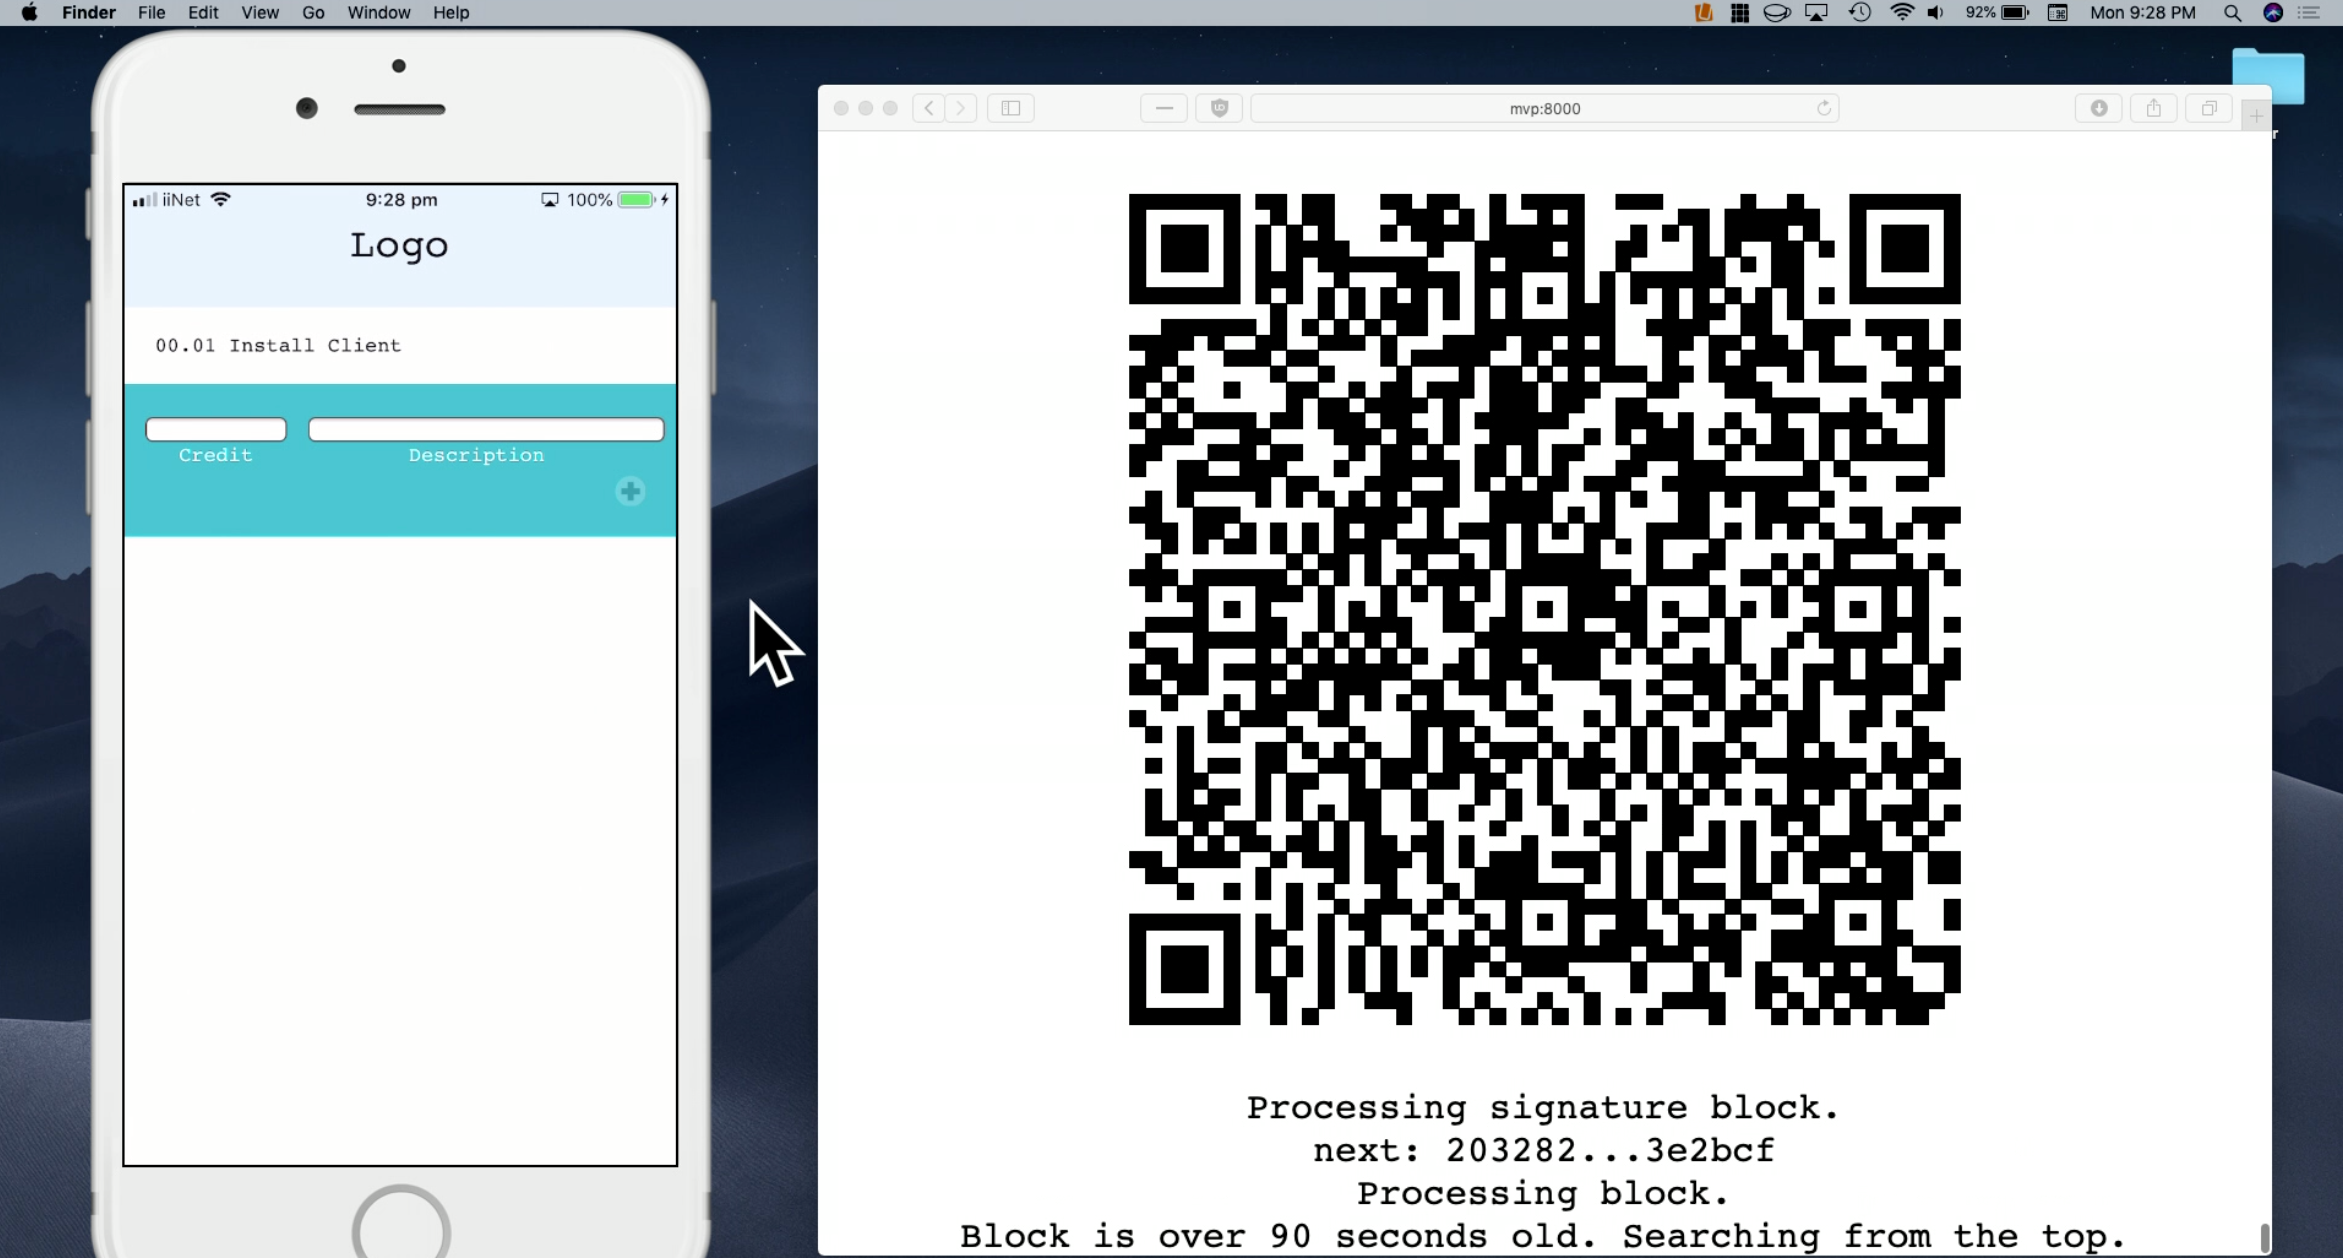 Finder File Edit View Go Window Help
92% Mon 9:28 PM
iiNet 9:28 pm 100%
Logo
00.01 Install Client
Credit Description
mvp:8000
r
Processing signature block.
next: 203282...3e2bcf
Processing block.
Block is over 90 seconds old. Searching from the top.